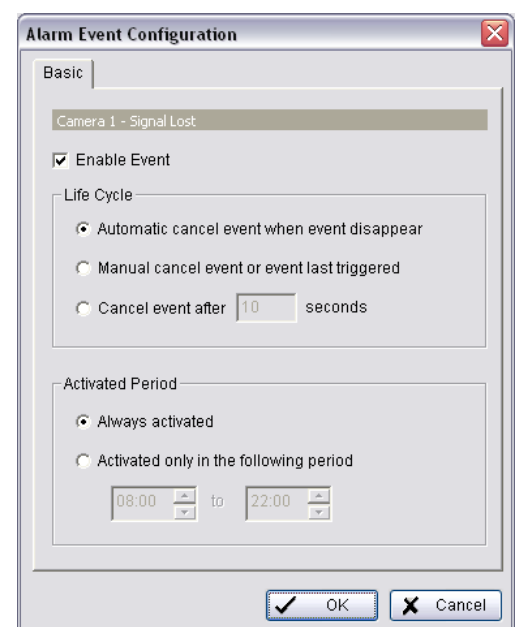 Alarm Event Configuration
Basic
Camera 1 - Signal Lost
Enable Event
Life Cycle
Automatic cancel event when event disappear
Manual cancel event or event last triggered
Cancel event after 10 seconds
Activated Period
Always activated
Activated only in the following period
08:00 to 22:00
OK Cancel